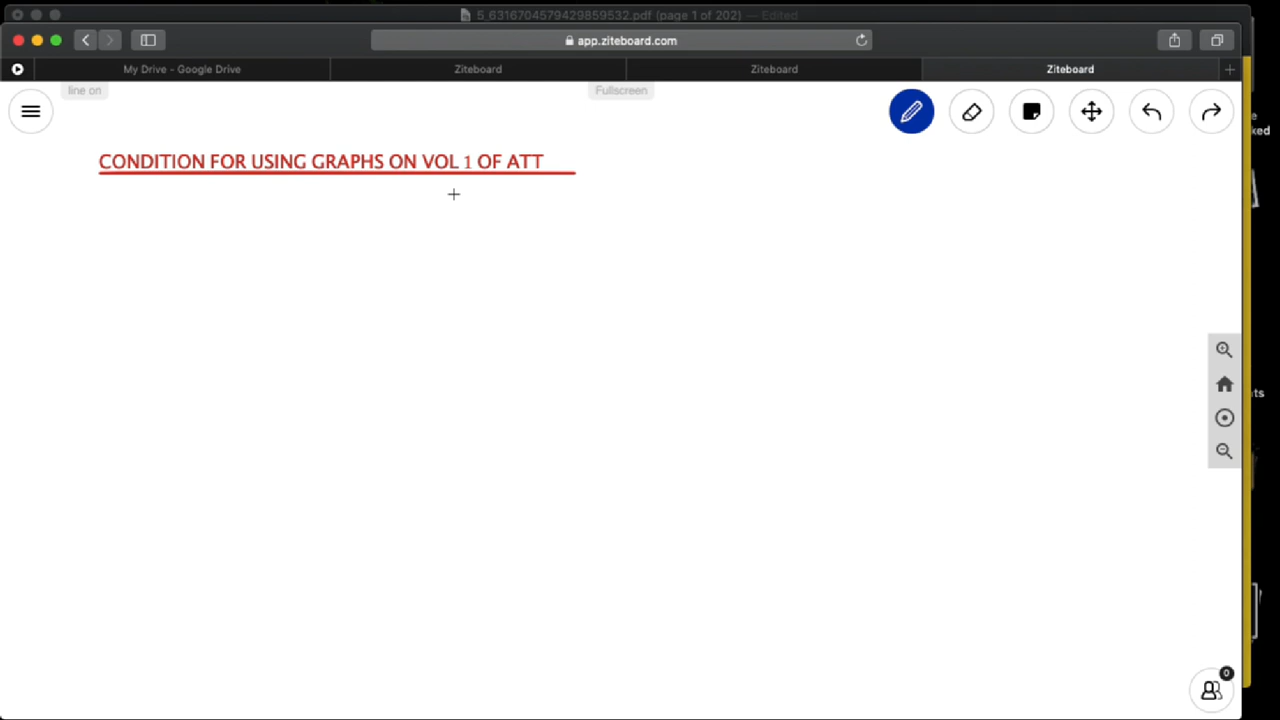 5_6316704579429859532.pdf (page 1 of 202) — Edited
app.ziteboard.com
My Drive - Google Drive
Ziteboard
Ziteboard
Ziteboard
line on
Fullscreen
CONDITION FOR USING GRAPHS ON VOL 1 OF ATT
0